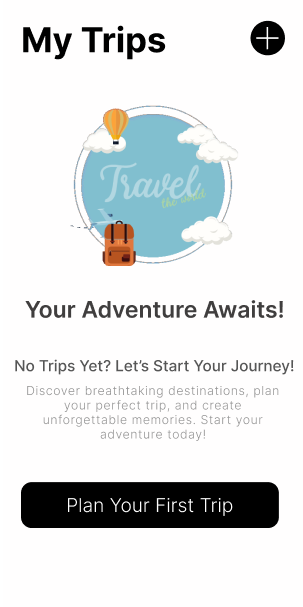 My Trips
Travel
the world
Your Adventure Awaits!
No Trips Yet? Let’s Start Your Journey!
Discover breathtaking destinations, plan
your perfect trip, and create
unforgettable memories. Start your
adventure today!
Plan Your First Trip